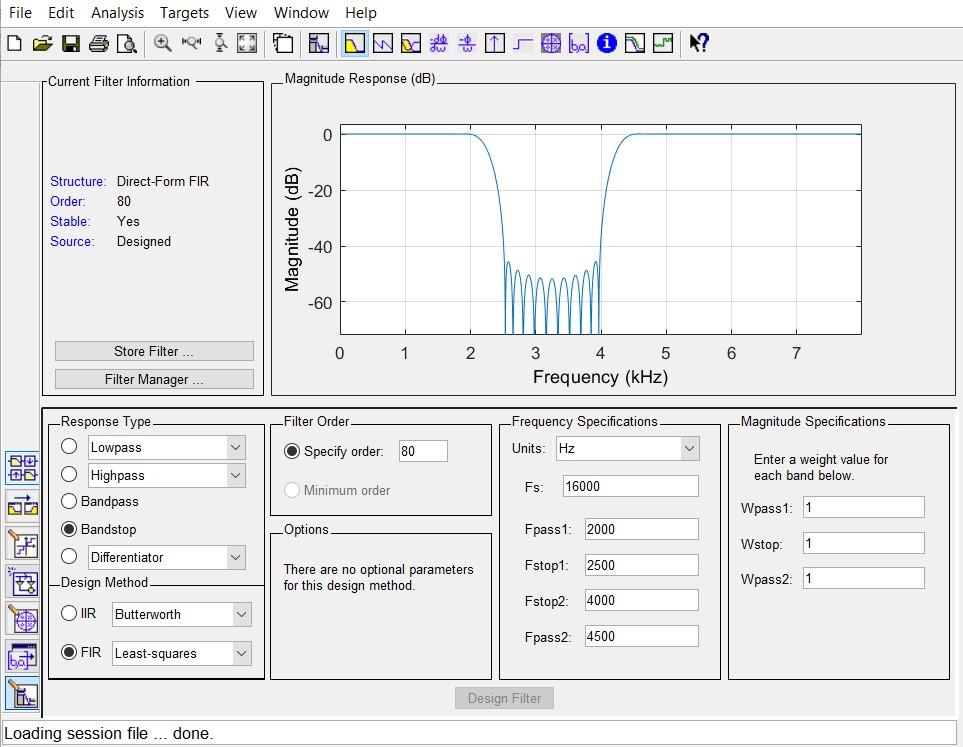 File Edit Analysis Targets View Window Help
Current Filter Information
Structure: Direct-Form FIR
Order: 80
Stable: Yes
Source: Designed
Store Filter ...
Filter Manager ...
Magnitude Response (dB)
Magnitude (dB)
0
-20
-40
-60
0 1 2 3 4 5 6 7
Frequency (kHz)
Response Type
Lowpass
Highpass
Bandpass
Bandstop
Differentiator
Design Method
IIR Butterworth
FIR Least-squares
Filter Order
Specify order: 80
Minimum order
Options
There are no optional parameters
for this design method.
Frequency Specifications
Units: Hz
Fs: 16000
Fpass1: 2000
Fstop1: 2500
Fstop2: 4000
Fpass2: 4500
Magnitude Specifications
Enter a weight value for
each band below.
Wpass1: 1
Wstop: 1
Wpass2: 1
Design Filter
Loading session file ... done.